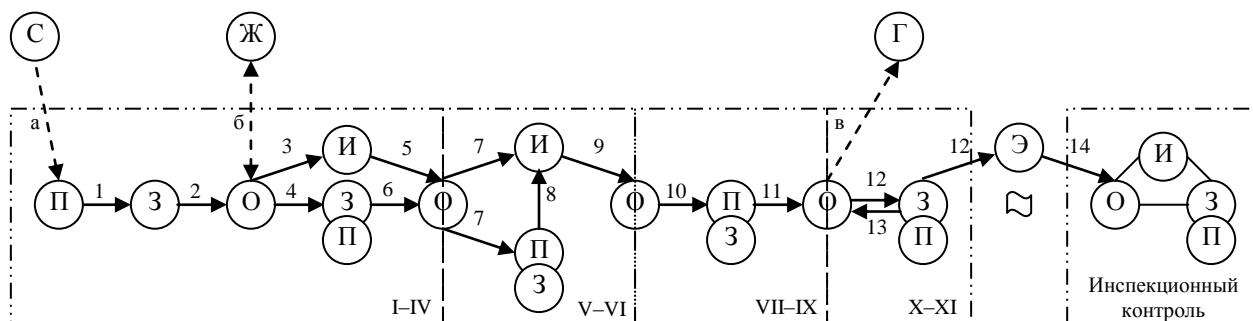 С Ж Г
а б в
3 И 5 7 И 9 12 Э 14 И
П 1 З 2 О 4 З 6 О 8 О 10 П 11 О 12 З О З
П 7 П З 13 П П
З
I–IV V–VI VII–IX X–XI Инспекционный
контроль